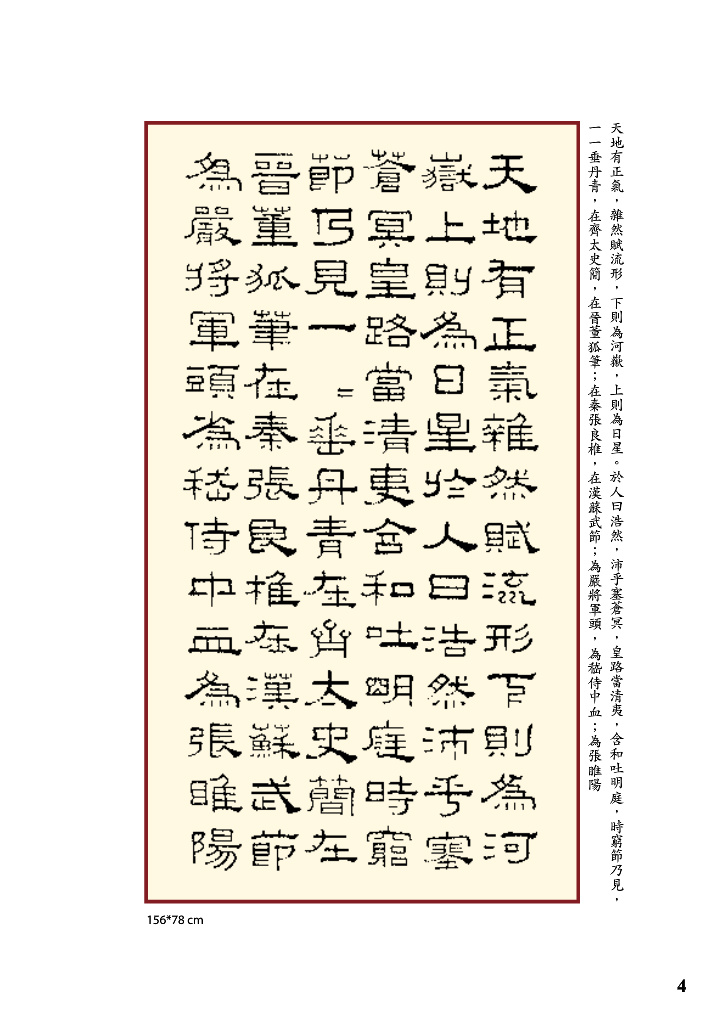 天地有正氣，雜然賦流形，下則為河嶽，上則為日星。於人曰浩然，沛乎塞蒼冥，皇路當清夷，含和吐明庭，時窮節乃見，
一一垂丹青，在齊太史簡，在晉董狐筆；在秦張良椎，在漢蘇武節；為嚴將軍頭，為嵇侍中血；為張睢陽
天地有正氣雜然賦流形下則為河
嶽上則為日星於人曰浩然沛乎塞
蒼冥皇路當清夷含和吐明庭時窮
節乃見一二垂丹青在齊太史簡在
晉董狐筆在秦張良椎在漢蘇武節
為嚴將軍頭為嵇侍中血為張睢陽
156*78 cm
4